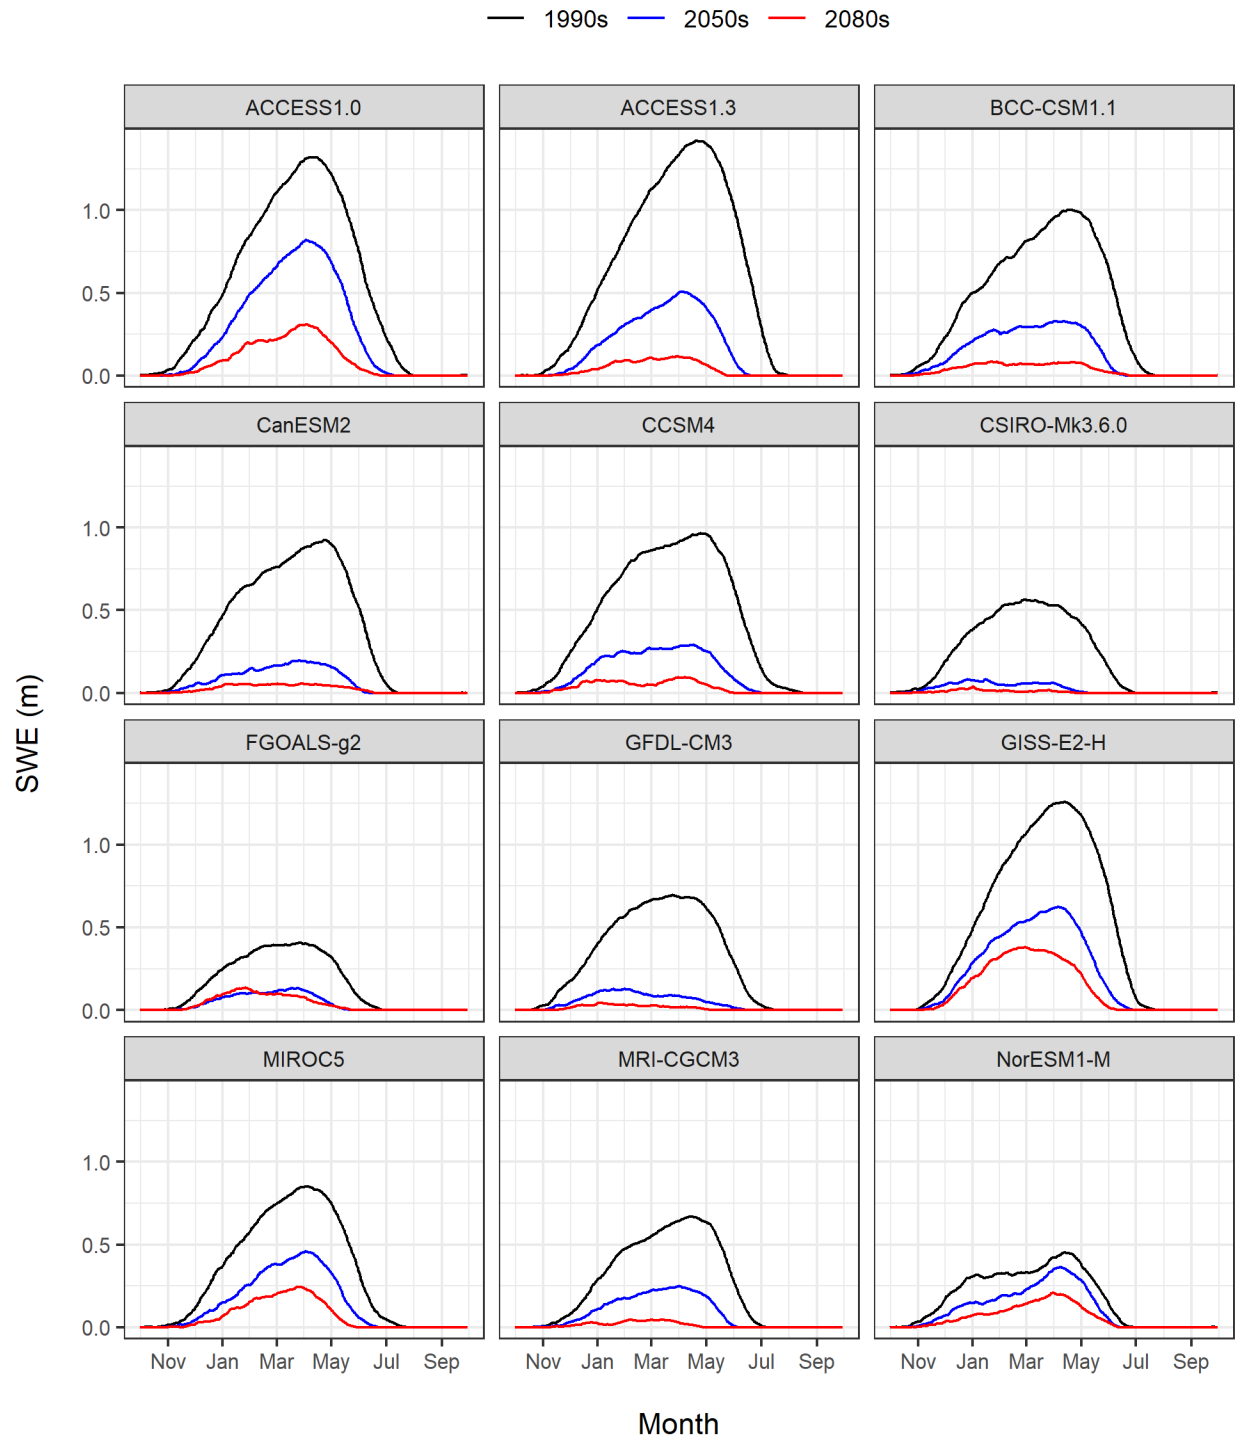 1990s 2050s 2080s
ACCESS1.0 ACCESS1.3 BCC-CSM1.1
1.0
0.5
0.0
CanESM2 CCSM4 CSIRO-Mk3.6.0
1.0
0.5
0.0
FGOALS-g2 GFDL-CM3 GISS-E2-H
1.0
0.5
0.0
MIROC5 MRI-CGCM3 NorESM1-M
1.0
0.5
0.0
Nov Jan Mar May Jul Sep Nov Jan Mar May Jul Sep Nov Jan Mar May Jul Sep
SWE (m)
Month